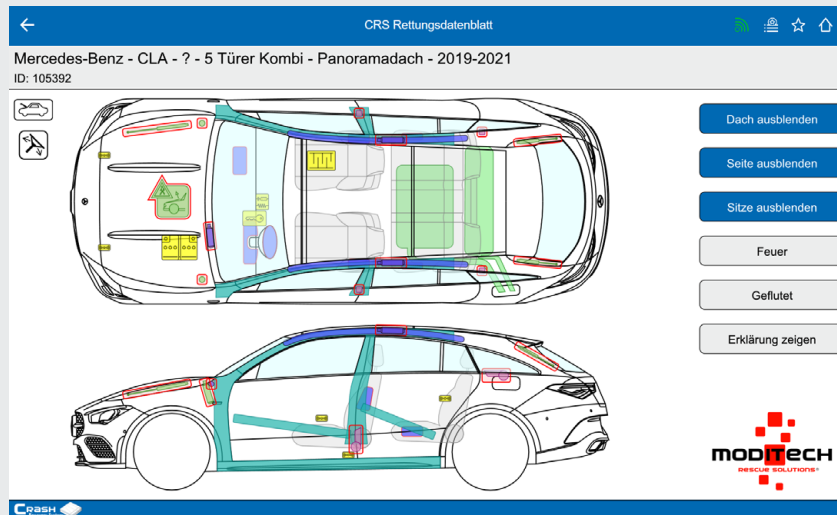 CRS Rettungsdatenblatt
Mercedes-Benz - CLA - ? - 5 Türer Kombi - Panoramadach - 2019-2021
ID: 105392
Dach ausblenden
Seite ausblenden
Sitze ausblenden
Feuer
Geflutet
Erklärung zeigen
MODITECH
RESCUE SOLUTIONS®
CRASH